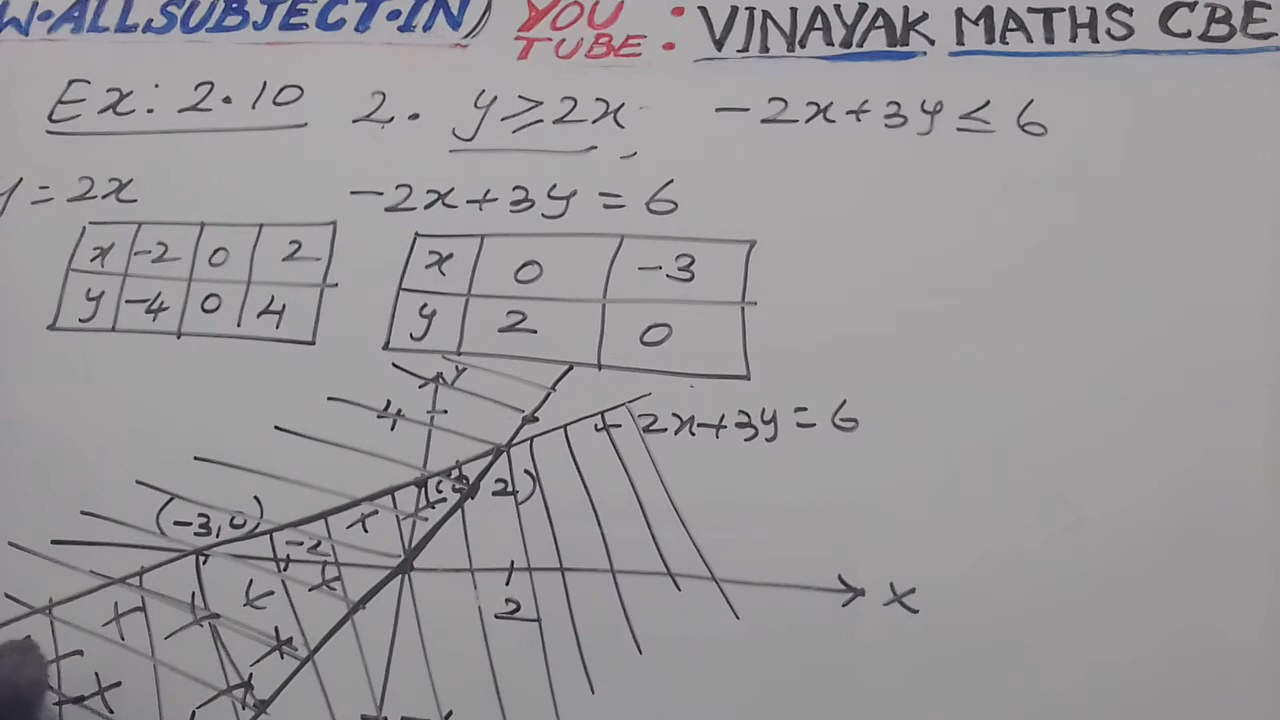 W.ALLSUBJECT.IN) YOU TUBE : VINAYAK MATHS CBE
Ex: 2.10 2. y ≥ 2x, -2x+3y ≤ 6
y = 2x -2x+3y = 6
x -2 0 2
y -4 0 4
x 0 -3
y 2 0
y
4
-2x+3y = 6
2)
(-3,0)
-2
2
x